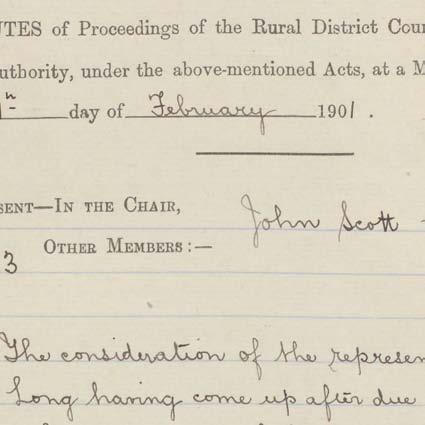 UTES of Proceedings of the Rural District Coun
uthority, under the above-mentioned Acts, at a M
day of February 1901.
SENT—IN THE CHAIR, John Scott
OTHER MEMBERS:—
3
The consideration of the represen
Long having come up after due